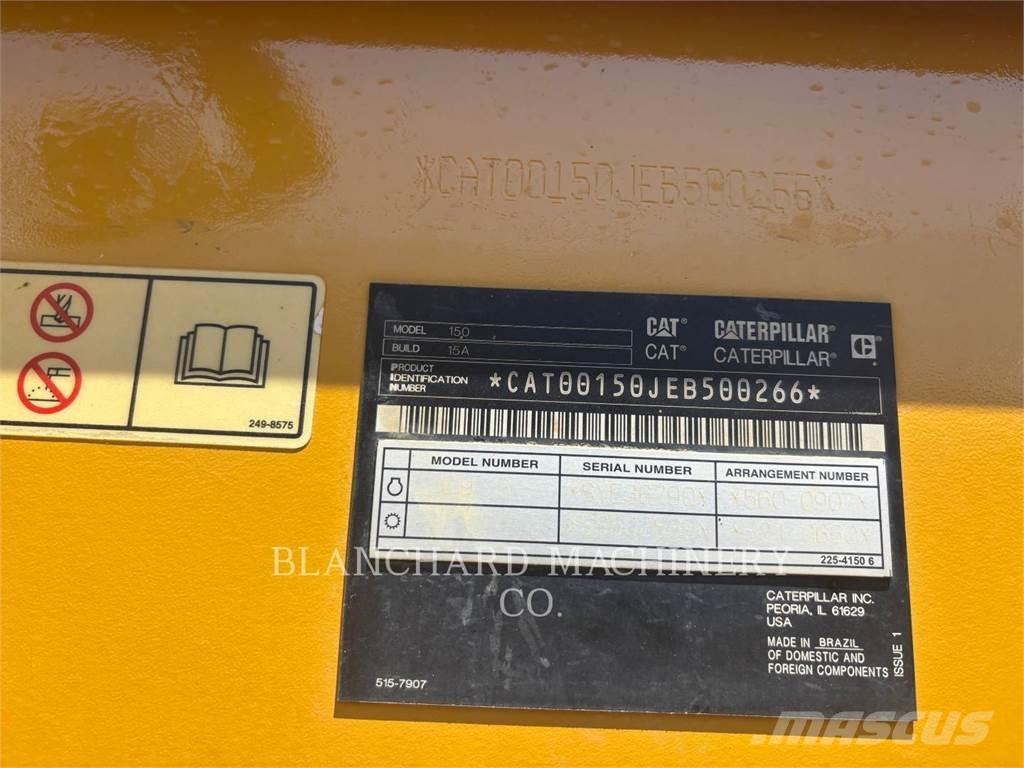 *CAT00150JEB500266*
MODEL 150
BUILD 15A
CAT® CATERPILLAR®
CAT® CATERPILLAR®
PRODUCT IDENTIFICATION NUMBER *CAT00150JEB500266*
249-8575
MODEL NUMBER SERIAL NUMBER ARRANGEMENT NUMBER
225-4150 6
BLANCHARD MACHINERY
CO.
CATERPILLAR INC.
PEORIA, IL 61629
USA
MADE IN BRAZIL
OF DOMESTIC AND
FOREIGN COMPONENTS
ISSUE 1
515-7907
MASCUS